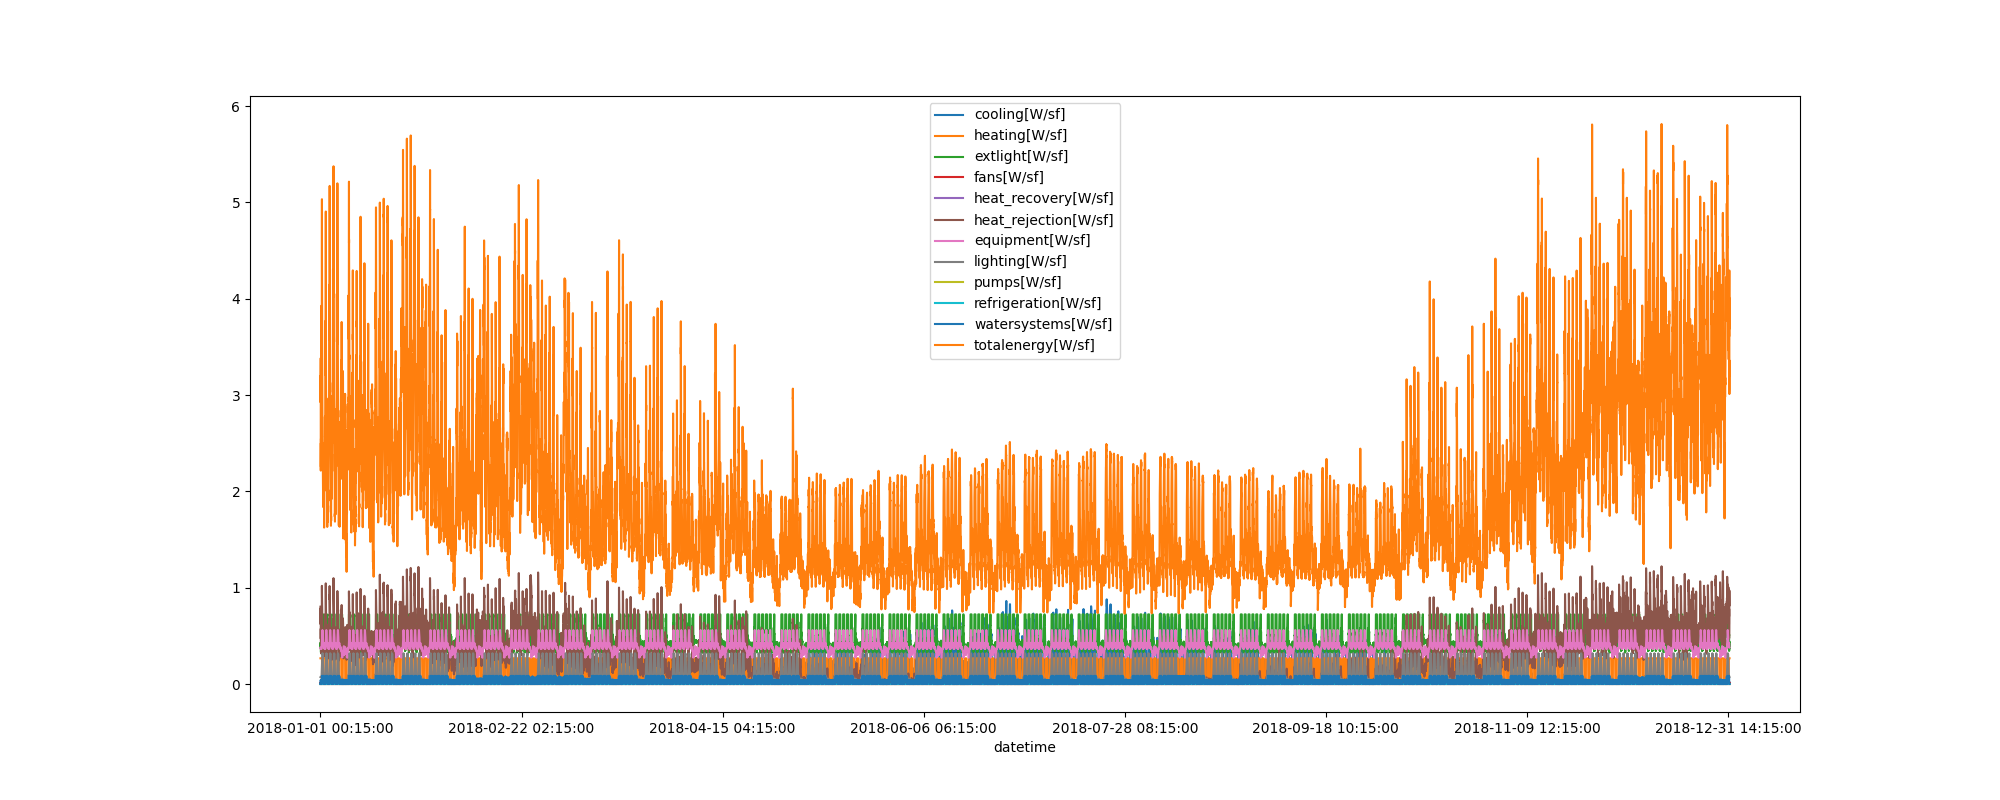 6
5
4
3
2
1
0
cooling[W/sf]
heating[W/sf]
extlight[W/sf]
fans[W/sf]
heat_recovery[W/sf]
heat_rejection[W/sf]
equipment[W/sf]
lighting[W/sf]
pumps[W/sf]
refrigeration[W/sf]
watersystems[W/sf]
totalenergy[W/sf]
2018-01-01 00:15:00 2018-02-22 02:15:00 2018-04-15 04:15:00 2018-06-06 06:15:00 2018-07-28 08:15:00 2018-09-18 10:15:00 2018-11-09 12:15:00 2018-12-31 14:15:00
datetime